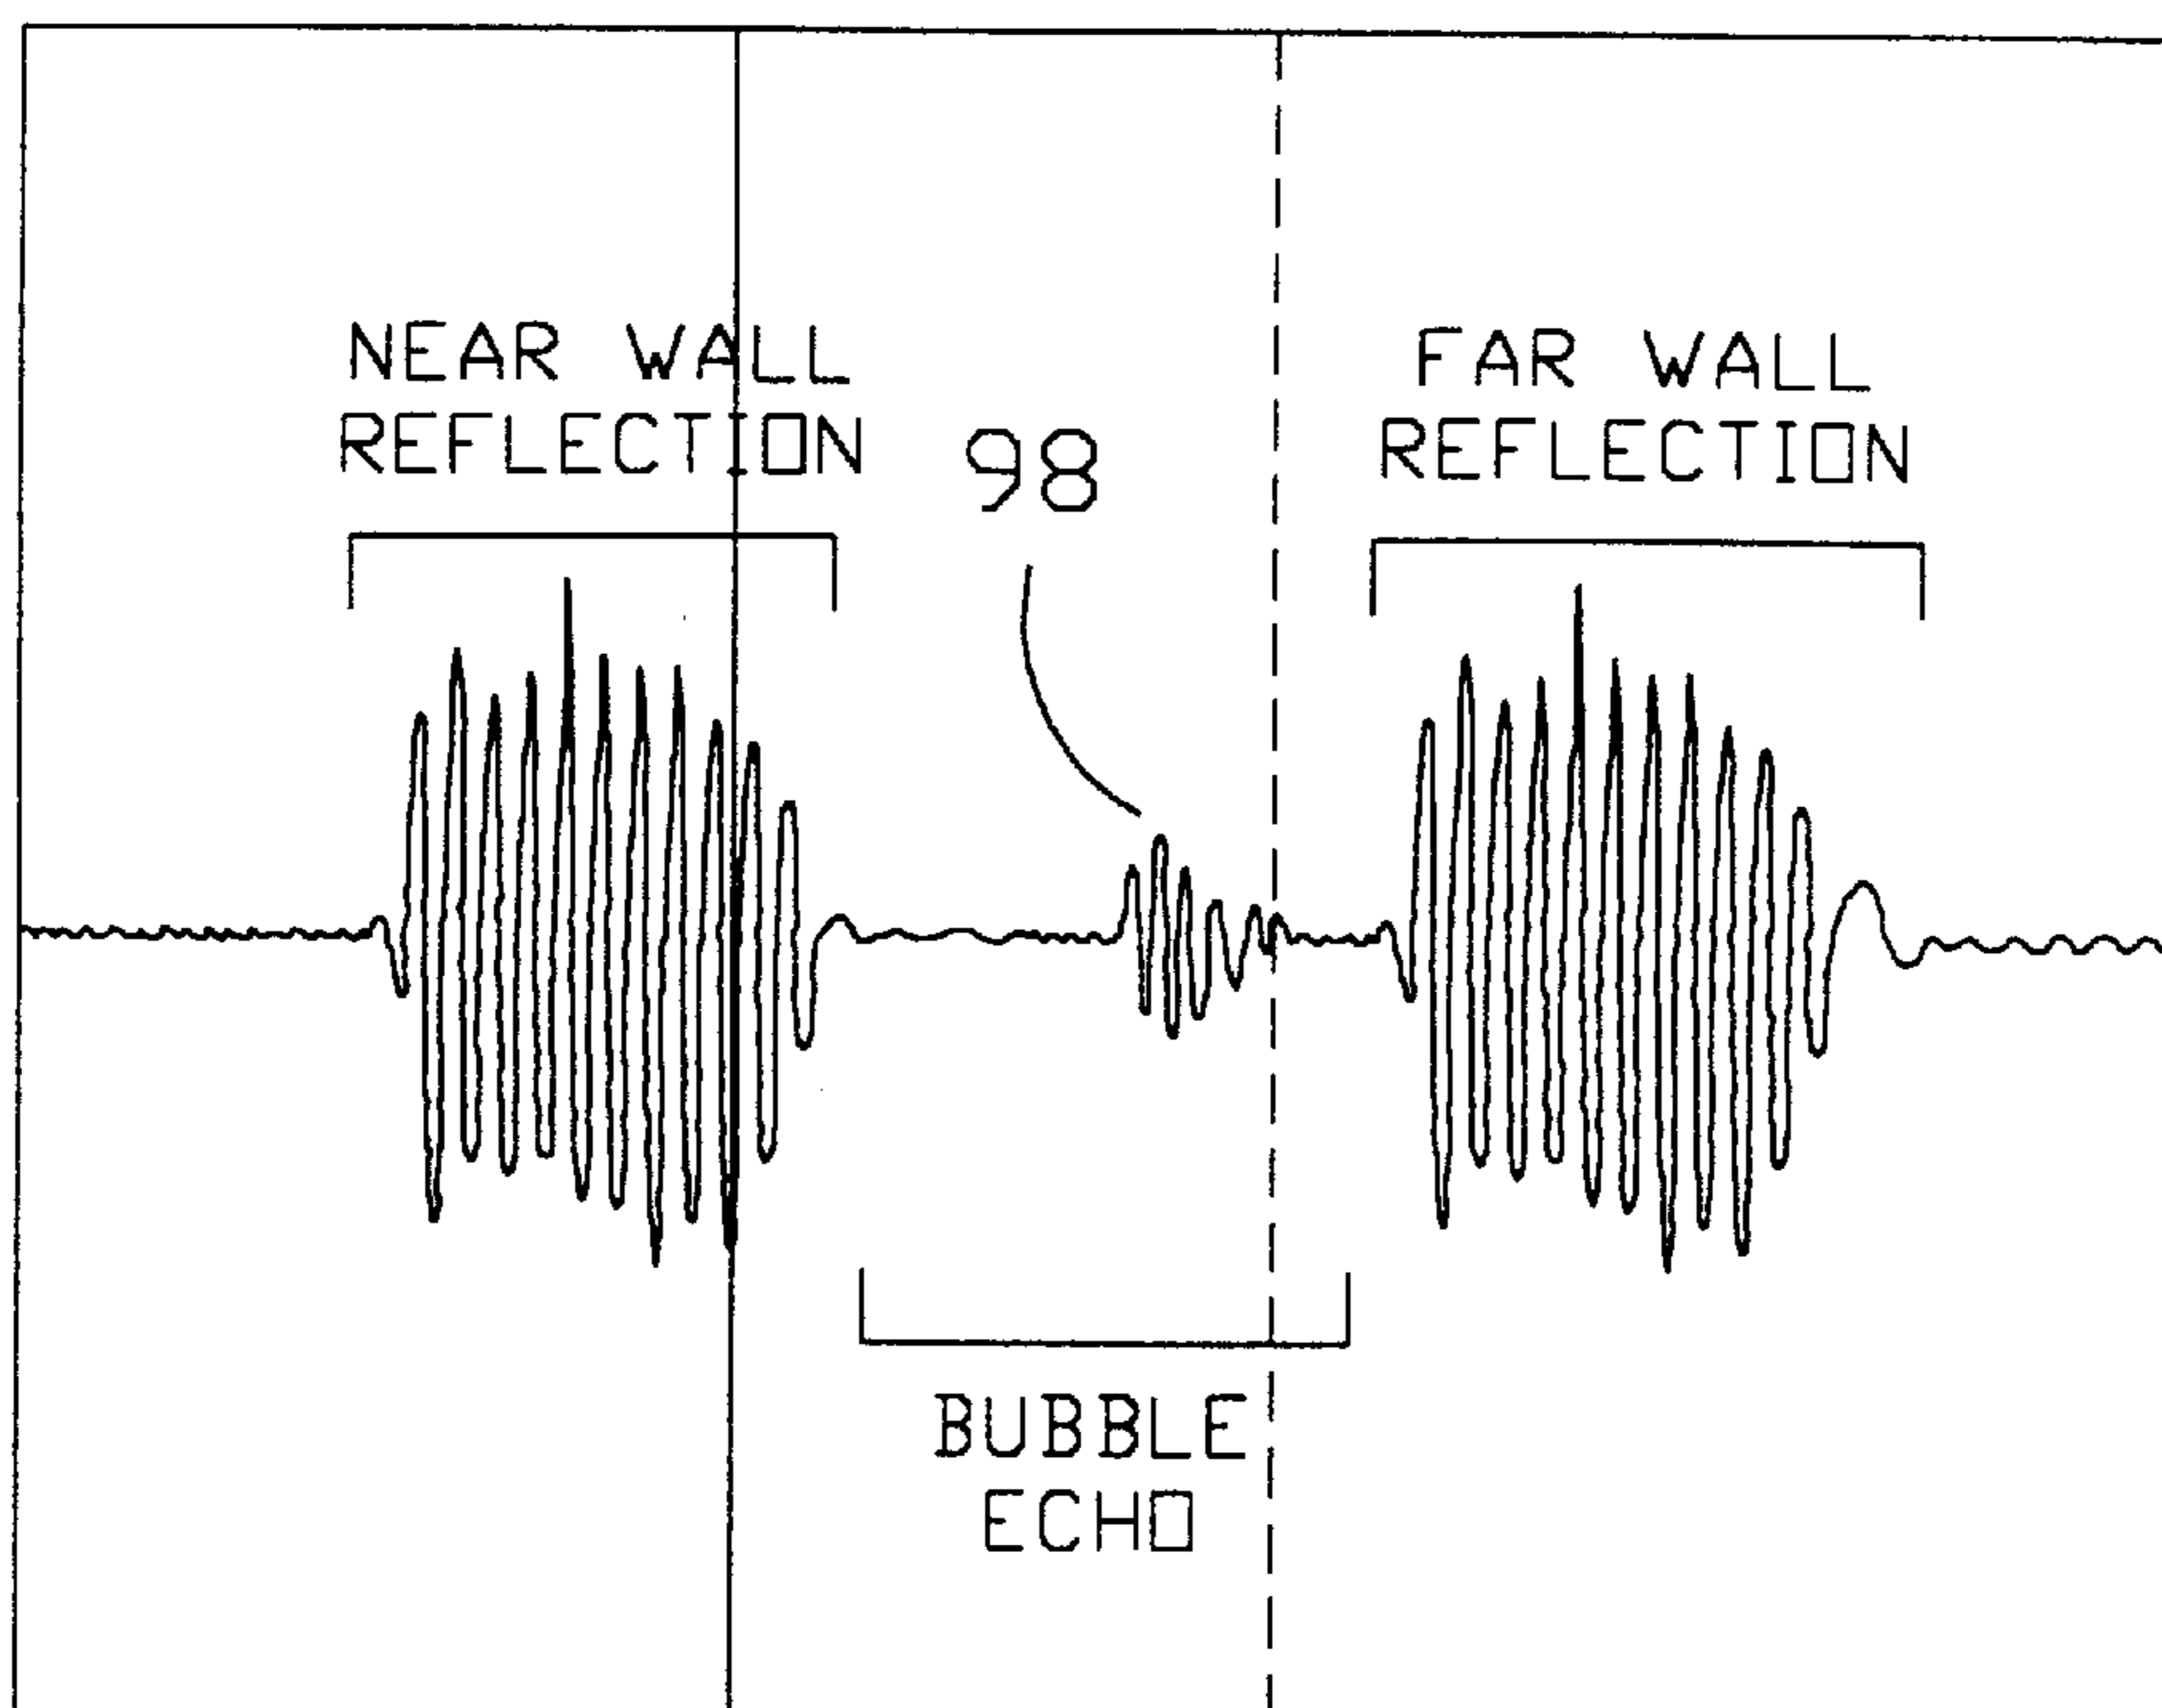 NEAR WALL
REFLECTION
98
FAR WALL
REFLECTION
BUBBLE
ECHO